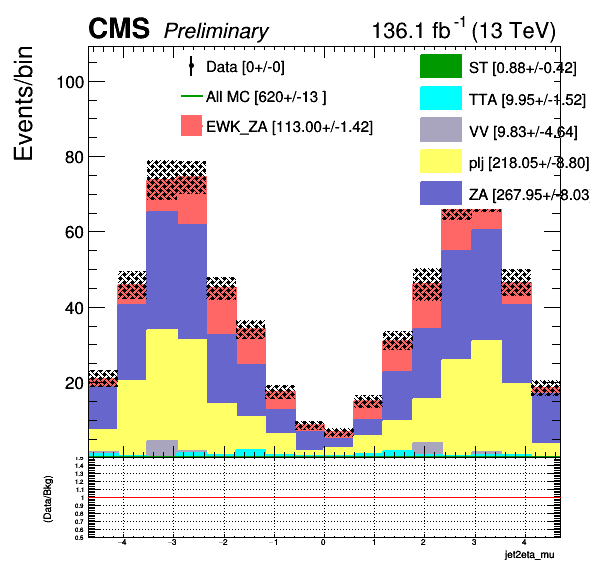 CMS Preliminary 136.1 fb⁻¹ (13 TeV)
Events/bin
100
80
60
40
20
Data [0+/-0]
All MC [620+/-13 ]
EWK_ZA [113.00+/-1.42]
ST [0.88+/-0.42]
TTA [9.95+/-1.52]
VV [9.83+/-4.64]
plj [218.05+/-8.80]
ZA [267.95+/-8.03
(Data/Bkg)
1.5
1.4
1.3
1.2
1.1
1
0.9
0.8
0.7
0.6
0.5
−4 −3 −2 −1 0 1 2 3 4
jet2eta_mu